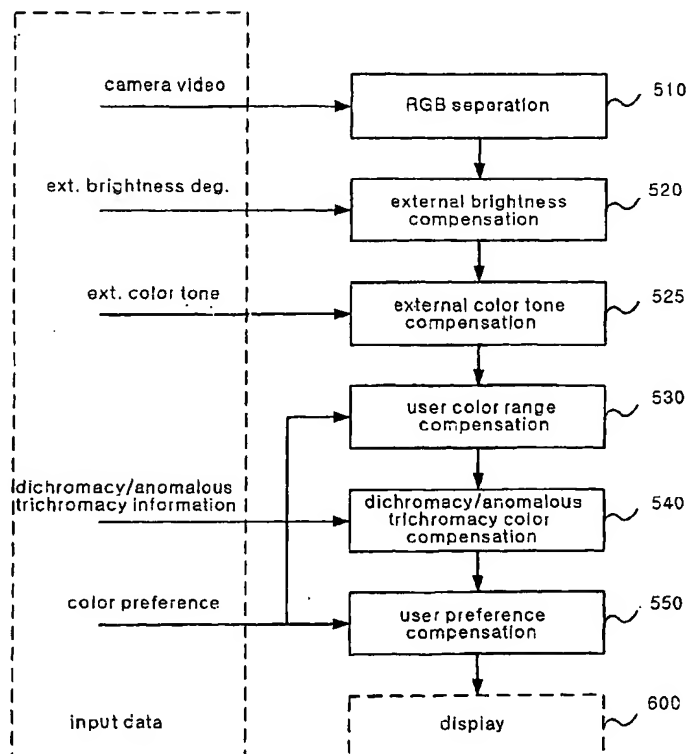 camera video
RGB separation
510
ext. brightness deg.
external brightness
compensation
520
ext. color tone
external color tone
compensation
525
user color range
compensation
530
dichromacy/anomalous
trichromacy information
dichromacy/anomalous
trichromacy color
compensation
540
color preference
user preference
compensation
550
input data
display
600